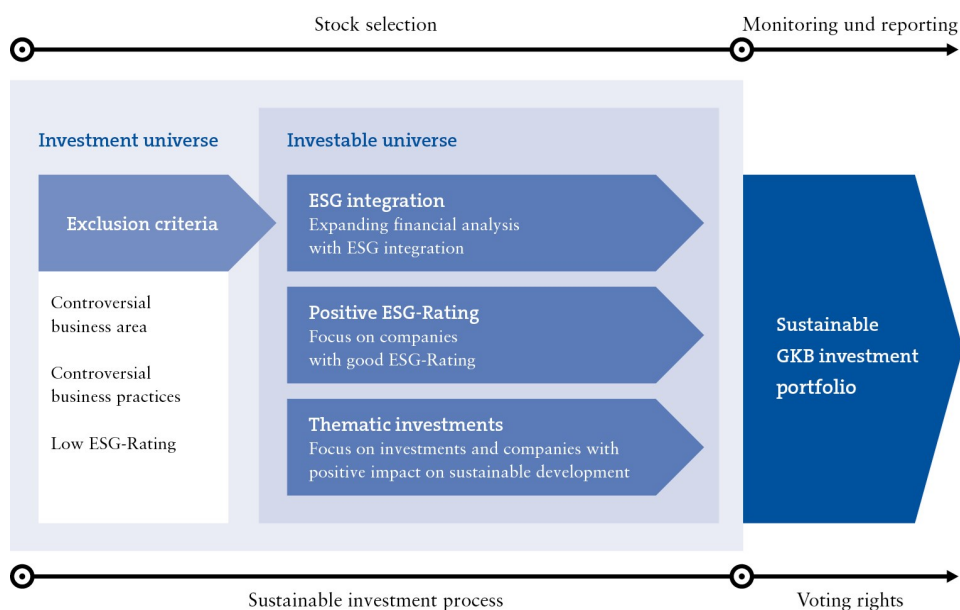 Stock selection
Monitoring und reporting
Investment universe
Exclusion criteria
Controversial
business area
Controversial
business practices
Low ESG-Rating
Investable universe
ESG integration
Expanding financial analysis
with ESG integration
Positive ESG-Rating
Focus on companies
with good ESG-Rating
Thematic investments
Focus on investments and companies with
positive impact on sustainable development
Sustainable
GKB investment
portfolio
Sustainable investment process
Voting rights